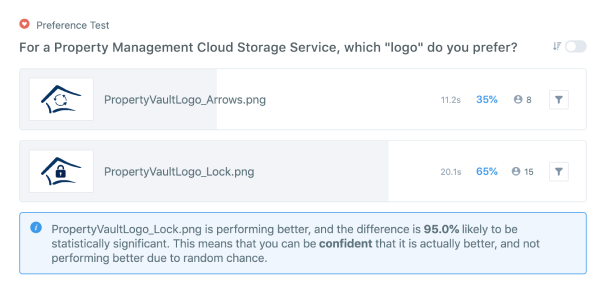 Preference Test
For a Property Management Cloud Storage Service, which "logo" do you prefer?
PropertyVaultLogo_Arrows.png 11.2s 35% 8
PropertyVaultLogo_Lock.png 20.1s 65% 15
PropertyVaultLogo_Lock.png is performing better, and the difference is 95.0% likely to be
statistically significant. This means that you can be confident that it is actually better, and not
performing better due to random chance.